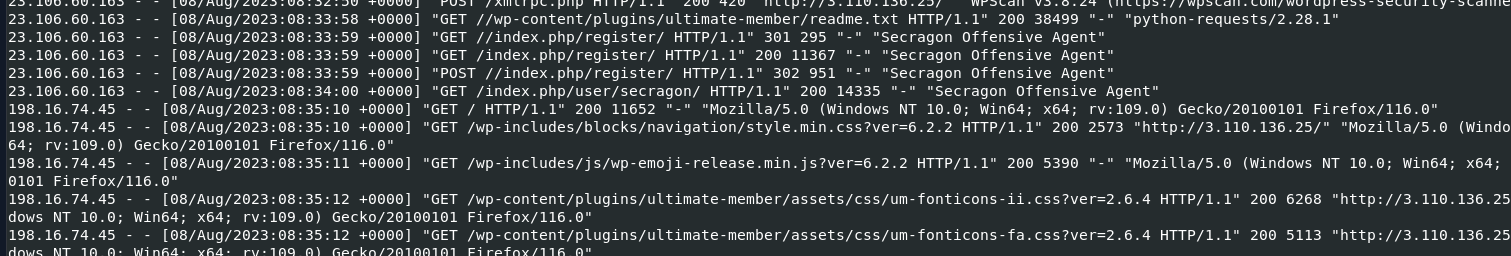 23.106.60.163 - - [08/Aug/2023:08:32:50 +0000] "POST /xmlrpc.php HTTP/1.1" 200 420 "http://3.110.136.25/" "WPScan v3.8.24 (https://wpscan.com/wordpress-security-scanne
23.106.60.163 - - [08/Aug/2023:08:33:58 +0000] "GET //wp-content/plugins/ultimate-member/readme.txt HTTP/1.1" 200 38499 "-" "python-requests/2.28.1"
23.106.60.163 - - [08/Aug/2023:08:33:59 +0000] "GET //index.php/register/ HTTP/1.1" 301 295 "-" "Secragon Offensive Agent"
23.106.60.163 - - [08/Aug/2023:08:33:59 +0000] "GET /index.php/register/ HTTP/1.1" 200 11367 "-" "Secragon Offensive Agent"
23.106.60.163 - - [08/Aug/2023:08:33:59 +0000] "POST //index.php/register/ HTTP/1.1" 302 951 "-" "Secragon Offensive Agent"
23.106.60.163 - - [08/Aug/2023:08:34:00 +0000] "GET /index.php/user/secragon/ HTTP/1.1" 200 14335 "-" "Secragon Offensive Agent"
198.16.74.45 - - [08/Aug/2023:08:35:10 +0000] "GET / HTTP/1.1" 200 11652 "-" "Mozilla/5.0 (Windows NT 10.0; Win64; x64; rv:109.0) Gecko/20100101 Firefox/116.0"
198.16.74.45 - - [08/Aug/2023:08:35:10 +0000] "GET /wp-includes/blocks/navigation/style.min.css?ver=6.2.2 HTTP/1.1" 200 2573 "http://3.110.136.25/" "Mozilla/5.0 (Windo
64; rv:109.0) Gecko/20100101 Firefox/116.0"
198.16.74.45 - - [08/Aug/2023:08:35:11 +0000] "GET /wp-includes/js/wp-emoji-release.min.js?ver=6.2.2 HTTP/1.1" 200 5390 "-" "Mozilla/5.0 (Windows NT 10.0; Win64; x64;
0101 Firefox/116.0"
198.16.74.45 - - [08/Aug/2023:08:35:12 +0000] "GET /wp-content/plugins/ultimate-member/assets/css/um-fonticons-ii.css?ver=2.6.4 HTTP/1.1" 200 6268 "http://3.110.136.25
dows NT 10.0; Win64; x64; rv:109.0) Gecko/20100101 Firefox/116.0"
198.16.74.45 - - [08/Aug/2023:08:35:12 +0000] "GET /wp-content/plugins/ultimate-member/assets/css/um-fonticons-fa.css?ver=2.6.4 HTTP/1.1" 200 5113 "http://3.110.136.25
dows NT 10.0; Win64; x64; rv:109.0) Gecko/20100101 Firefox/116.0"